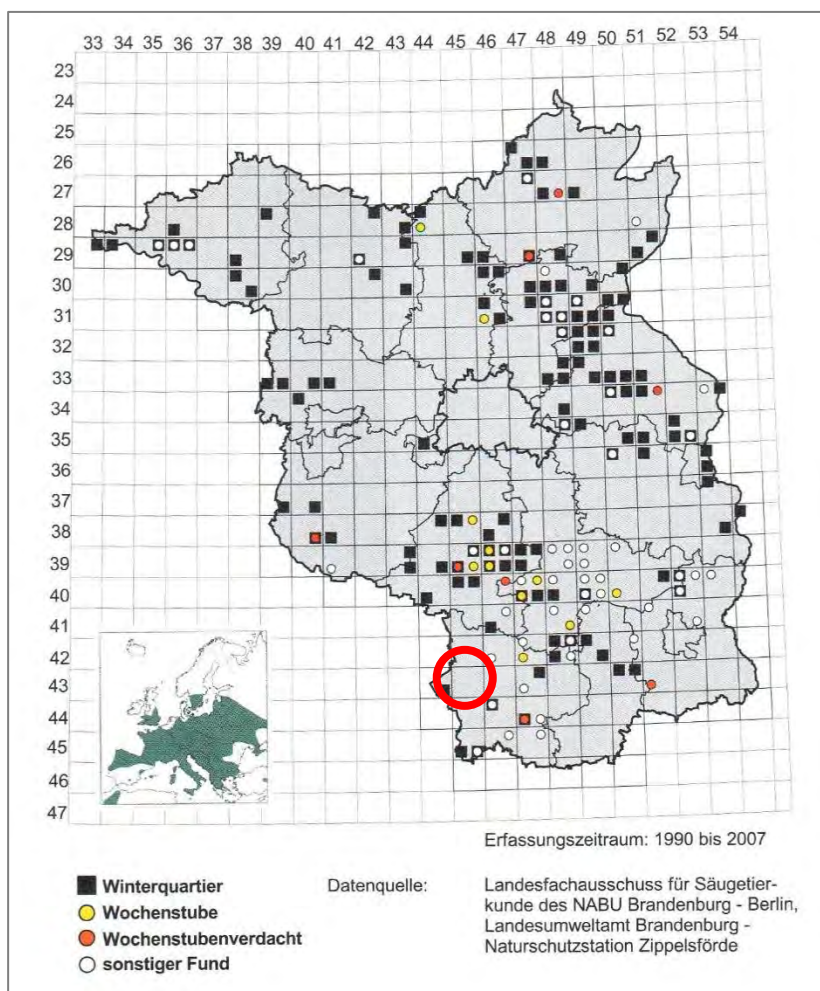 33 34 35 36 37 38 39 40 41 42 43 44 45 46 47 48 49 50 51 52 53 54
23
24
25
26
27
28
29
30
31
32
33
34
35
36
37
38
39
40
41
42
43
44
45
46
47
Erfassungszeitraum: 1990 bis 2007
Winterquartier
Wochenstube
Wochenstubenverdacht
sonstiger Fund
Datenquelle:
Landesfachausschuss für Säugetier-
kunde des NABU Brandenburg - Berlin,
Landesumweltamt Brandenburg -
Naturschutzstation Zippelsförde